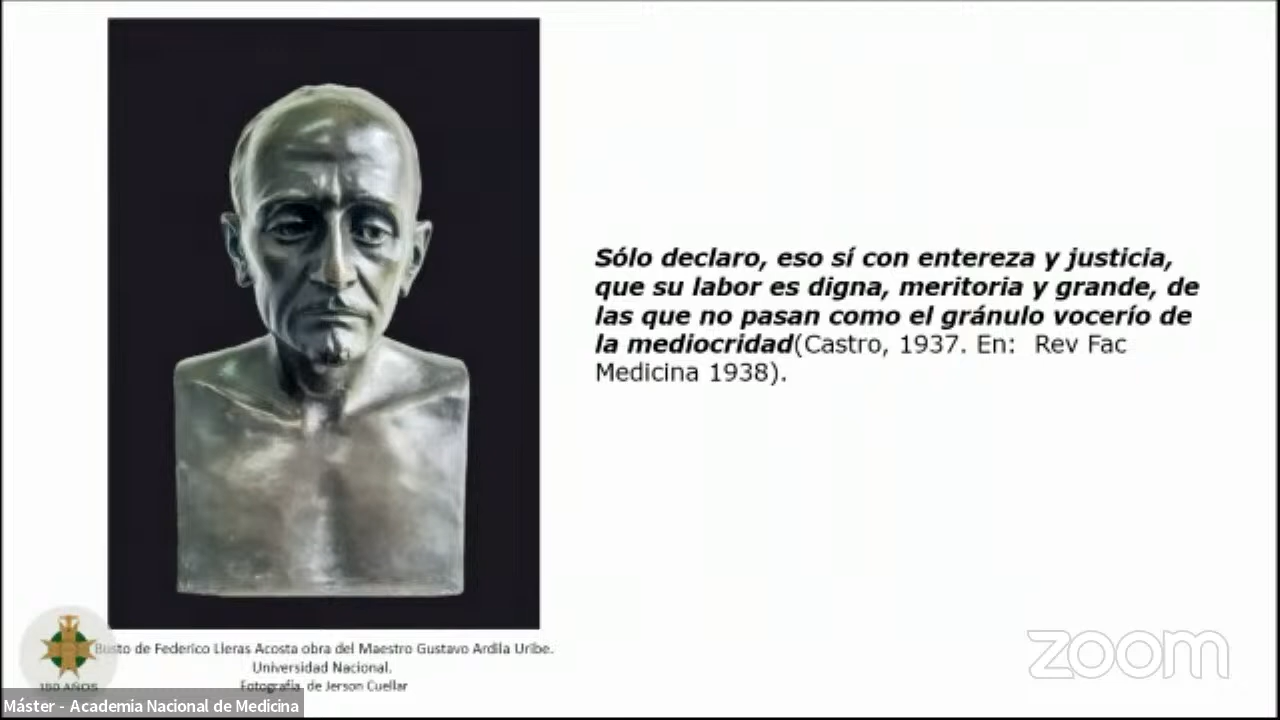 Sólo declaro, eso sí con entereza y justicia,
que su labor es digna, meritoria y grande, de
las que no pasan como el gránulo vocerío de
la mediocridad(Castro, 1937. En: Rev Fac
Medicina 1938).
Busto de Federico Lleras Acosta obra del Maestro Gustavo Ardila Uribe.
Universidad Nacional.
Fotografía. de Jerson Cuellar
150 AÑOS
Máster - Academia Nacional de Medicina
zoom